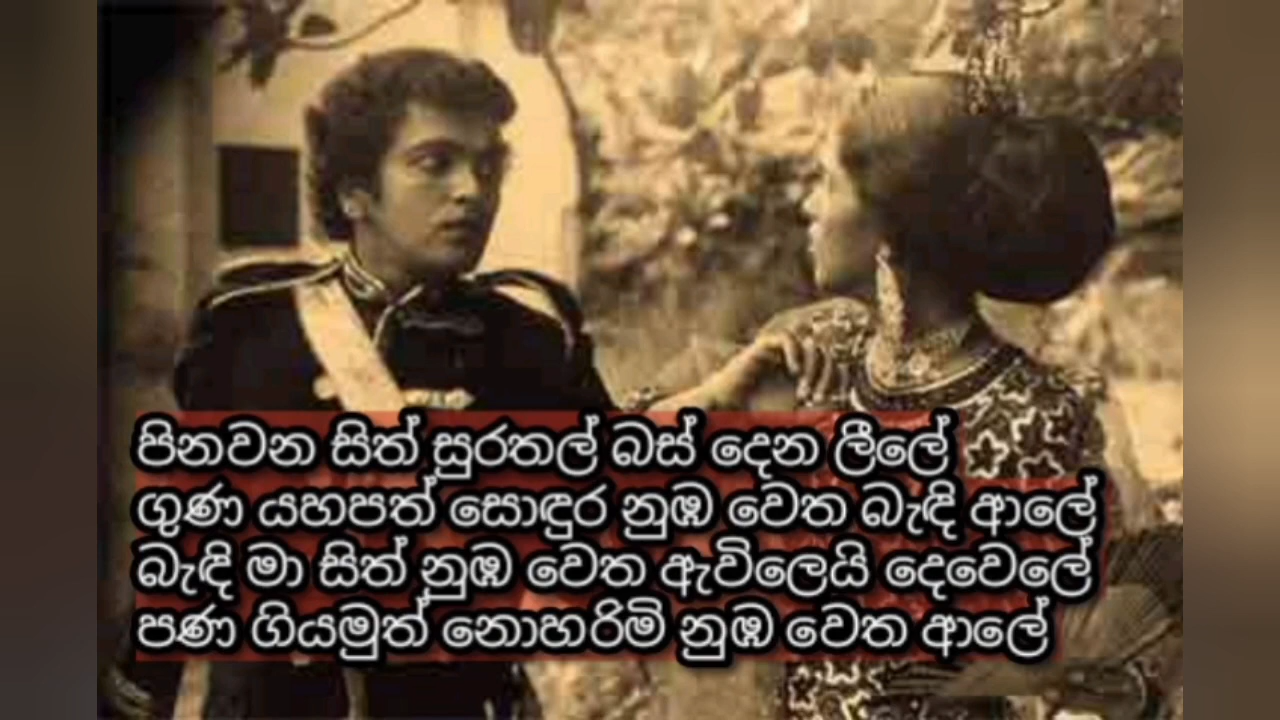 පිනවන සිත් සුරතල් බස් දෙන ලීලේ
ගුණ යහපත් සොඳුර නුඹ වෙත බැඳි ආලේ
බැඳි මා සිත් නුඹ වෙත ඇවිලෙයි දෙවෙලේ
පණ ගියමුත් නොහරිමි නුඹ වෙත ආලේ